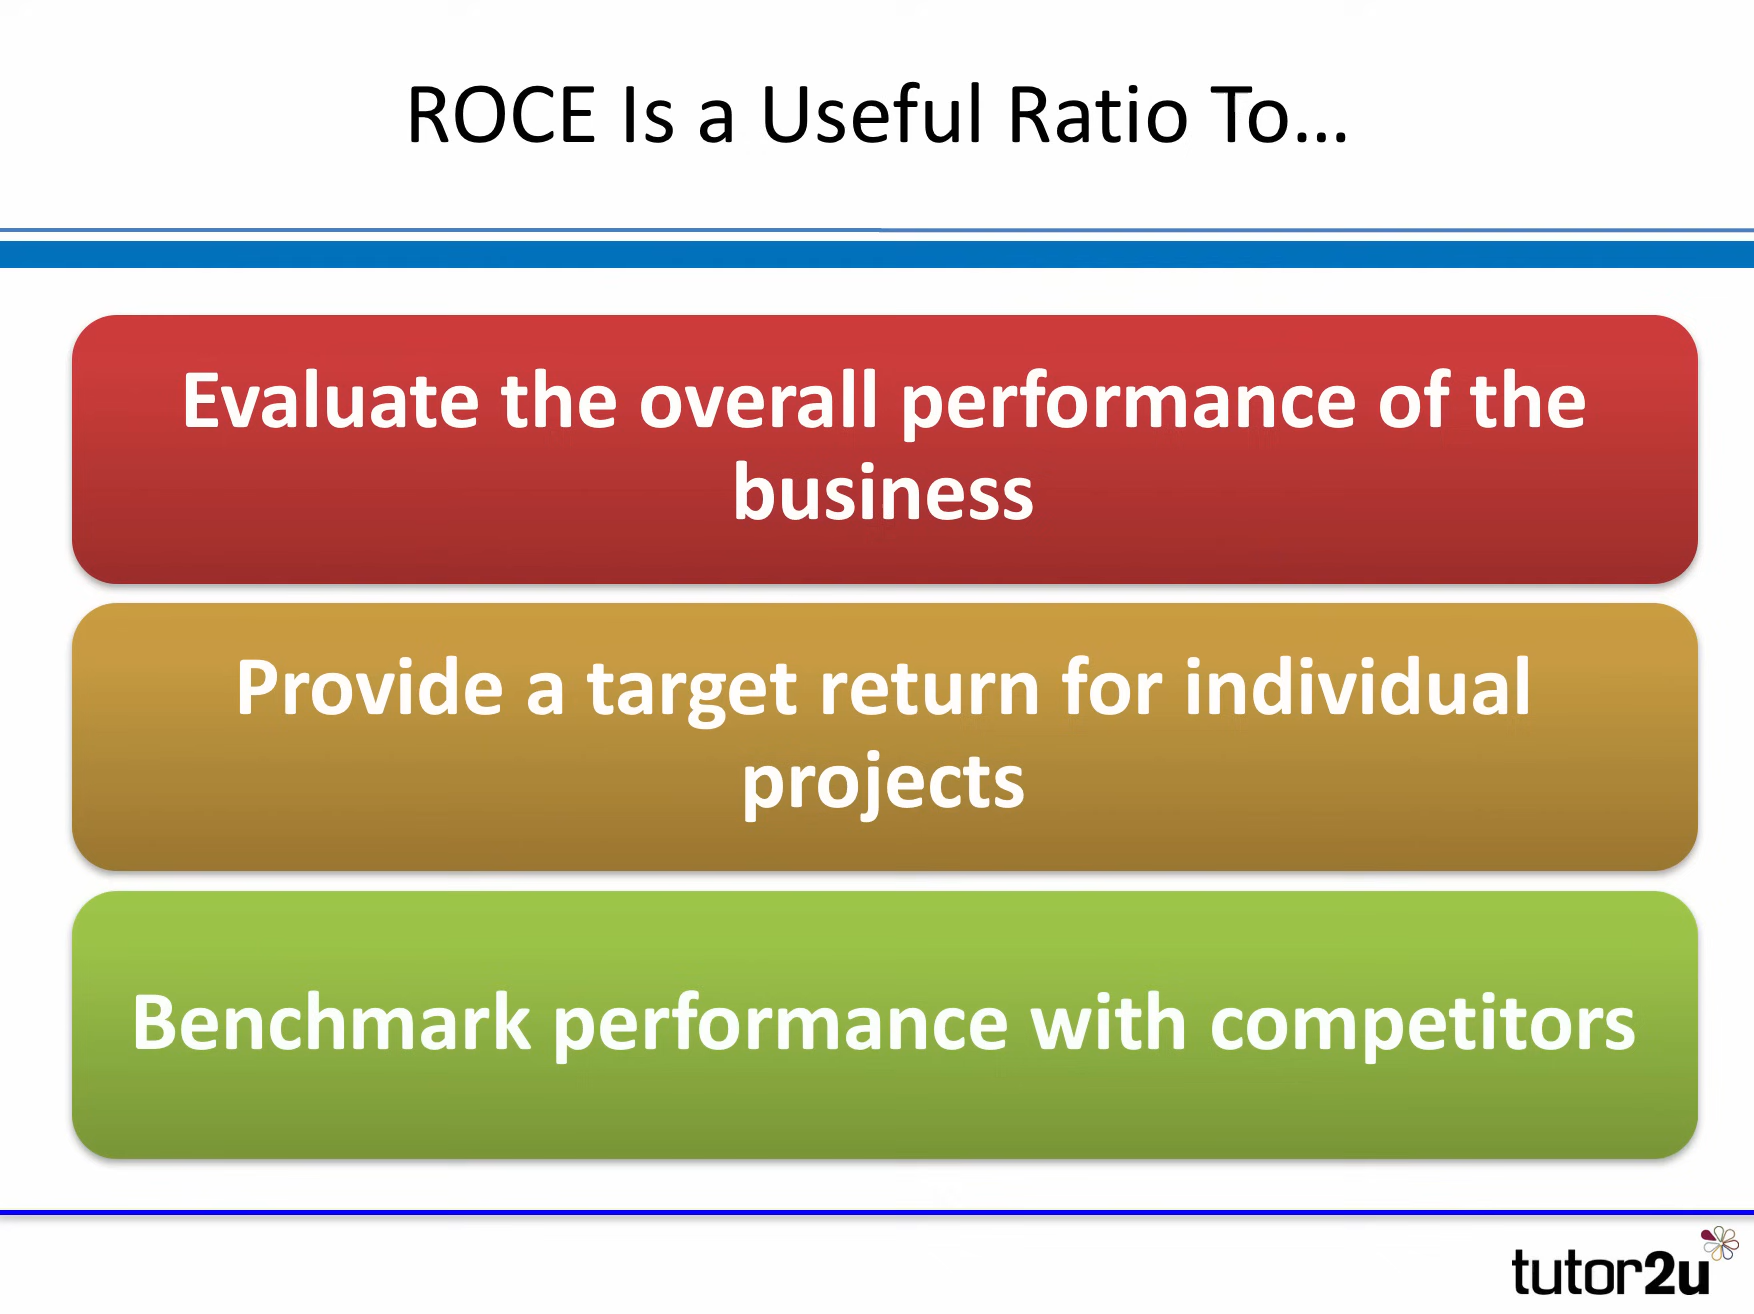 ROCE Is a Useful Ratio To…
Evaluate the overall performance of the
business
Provide a target return for individual
projects
Benchmark performance with competitors
tutor2u